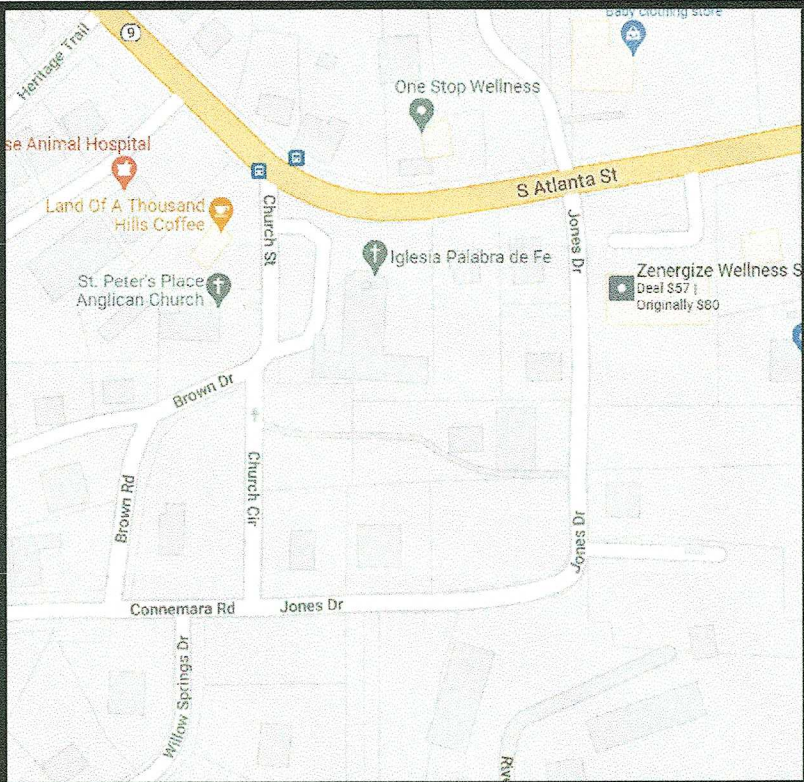 Baby clothing store
9
Heritage Trail
One Stop Wellness
se Animal Hospital
S Atlanta St
Land Of A Thousand
Hills Coffee
Church St
Jones Dr
Iglesia Palabra de Fe
Zenergize Wellness S
Deal $57 |
Originally $80
St. Peter's Place
Anglican Church
Brown Dr
Church Cir
Brown Rd
Jones Dr
Connemara Rd
Jones Dr
Willow Springs Dr
Rive